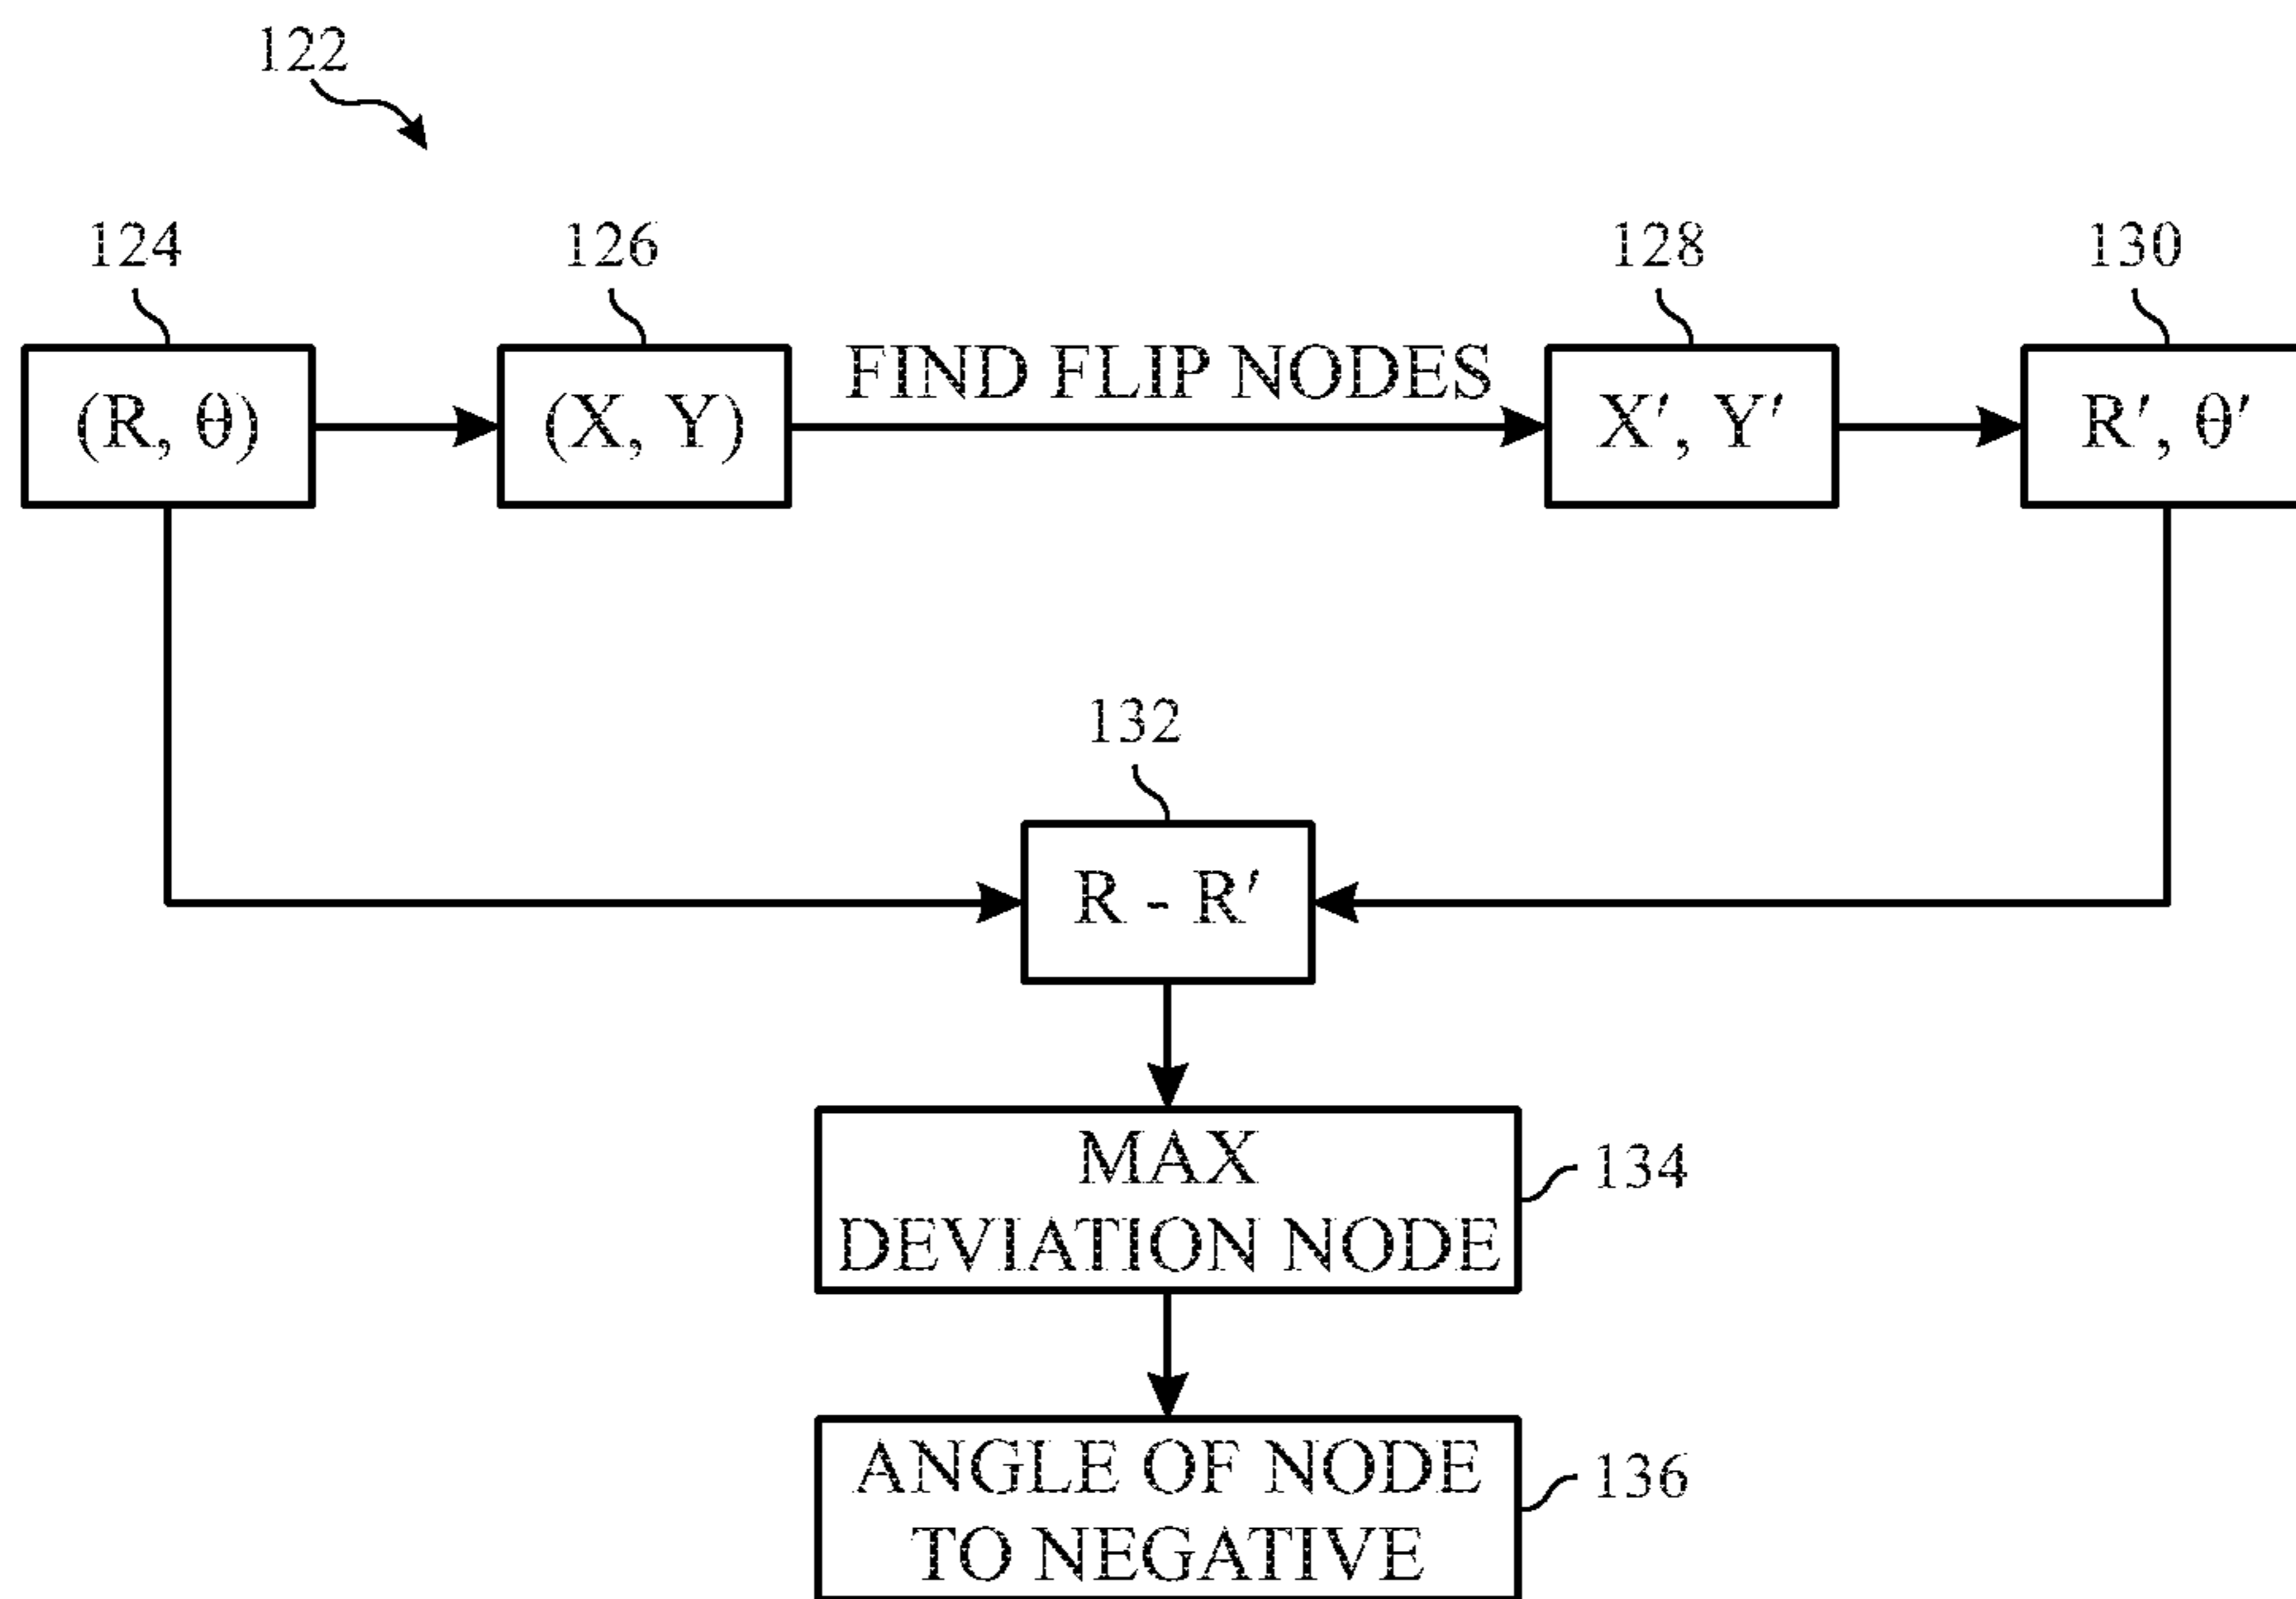 122
124
126
128
130
(R, θ)
(X, Y)
FIND FLIP NODES
X', Y'
R', θ'
132
R - R'
MAX
DEVIATION NODE
134
ANGLE OF NODE
TO NEGATIVE
136